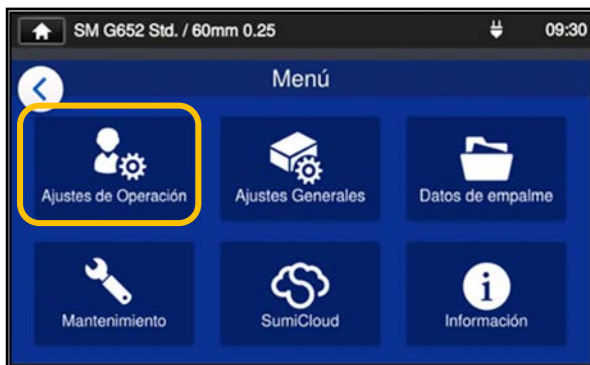 SM G652 Std. / 60mm 0.25 09:30
Menú
Ajustes de Operación Ajustes Generales Datos de empalme
Mantenimiento SumiCloud Información